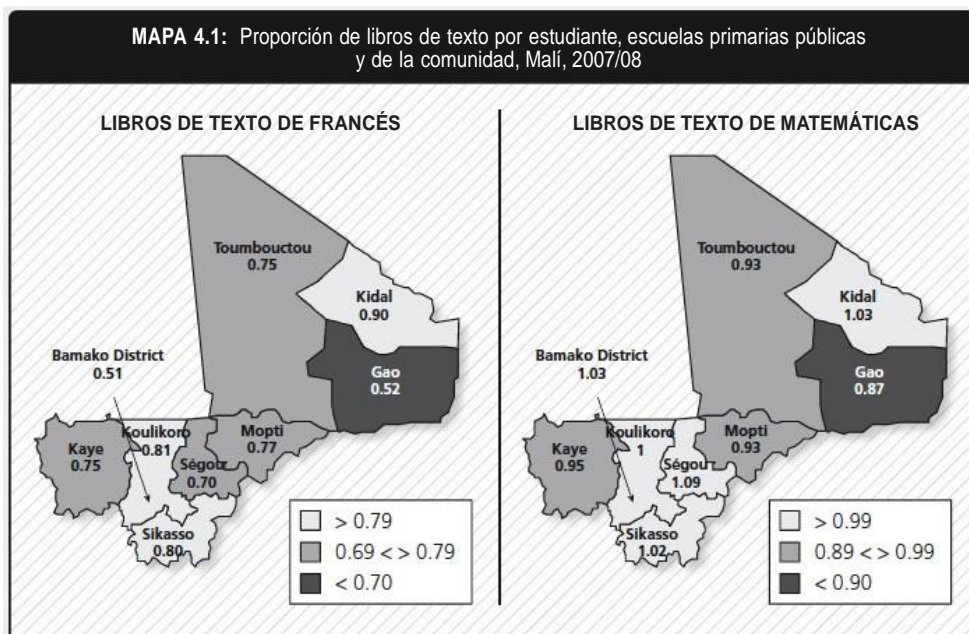 MAPA 4.1: Proporción de libros de texto por estudiante, escuelas primarias públicas
y de la comunidad, Malí, 2007/08
LIBROS DE TEXTO DE FRANCÉS
Toumbouctou
0.75
Kidal
0.90
Bamako District
0.51
Gao
0.52
Kaye
0.75
Koulikoro
0.81
Mopti
0.77
Ségou
0.70
Sikasso
0.80
> 0.79
0.69 < > 0.79
< 0.70
LIBROS DE TEXTO DE MATEMÁTICAS
Toumbouctou
0.93
Kidal
1.03
Bamako District
1.03
Gao
0.87
Kaye
0.95
Koulikoro
1
Mopti
0.93
Ségou
1.09
Sikasso
1.02
> 0.99
0.89 < > 0.99
< 0.90